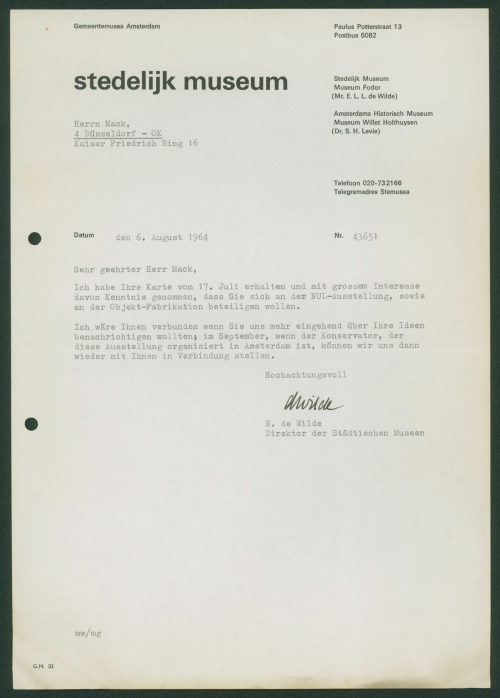 Gemeentemusea Amsterdam
Paulus Potterstraat 13
Postbus 5082
stedelijk museum
Stedelijk Museum
Museum Fodor
(Mr. E. L. L. de Wilde)
Amsterdams Historisch Museum
Museum Willet Holthuysen
(Dr. S. H. Levie)
Herrn Mack,
4 Düsseldorf - OK
Kaiser Friedrich Ring 16
Telefoon 020-732166
Telegramadres Stemusea
Datum den 6. August 1964
Nr. 43651
Sehr geehrter Herr Mack,
Ich habe Ihre Karte vom 17. Juli erhalten und mit grossem Interesse
davon Kenntnis genommen, dass Sie sich an der NUL-Ausstellung, sowie
an der Objekt-Fabrikation beteiligen wollen.
Ich wäre Ihnen verbunden wenn Sie uns mehr eingehend über Ihre Ideen
benachrichtigen wollten; im September, wenn der Konservator, der
diese Ausstellung organisiert in Amsterdam ist, können wir uns dann
wieder mit Ihnen in Verbindung stellen.
Hochachtungsvoll
dWilde
E. de Wilde
Direktor der Städtischen Museen
mw/mg
G.M. 33